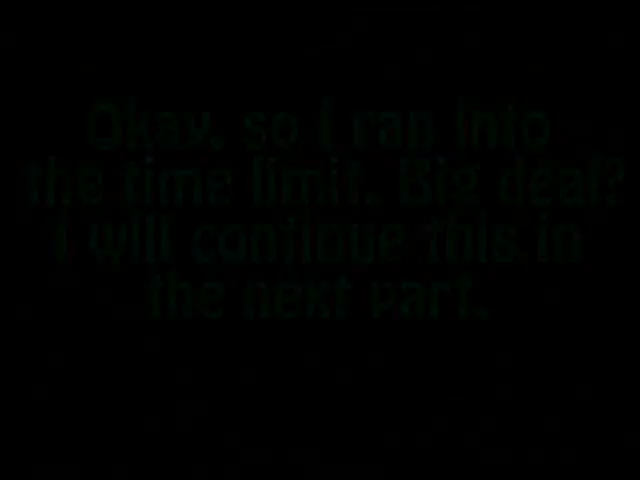 Okay, so I ran into
the time limit. Big deal?
I will continue this in
the next part.